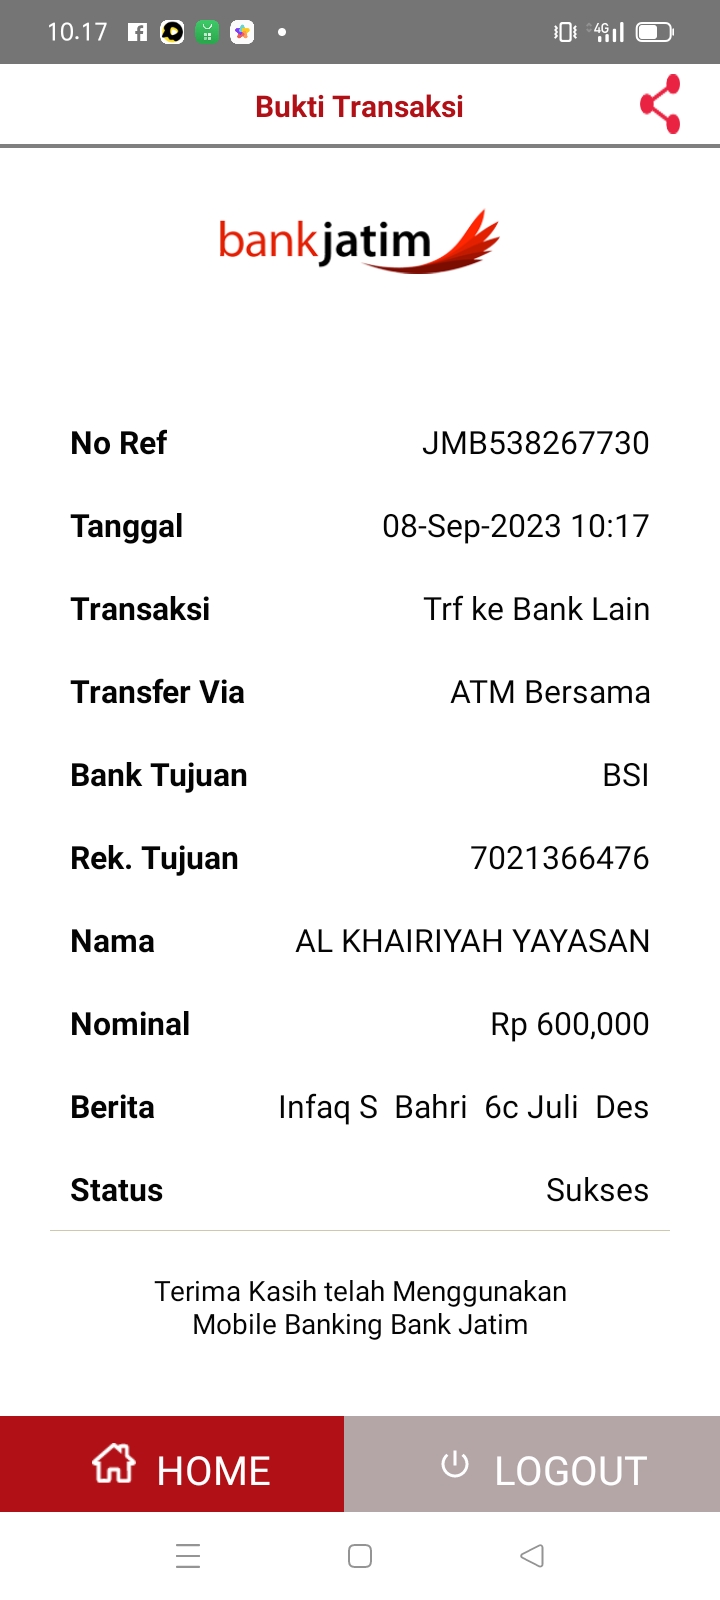 10.17
4G
Bukti Transaksi
bankjatim
No Ref JMB538267730
Tanggal 08-Sep-2023 10:17
Transaksi Trf ke Bank Lain
Transfer Via ATM Bersama
Bank Tujuan BSI
Rek. Tujuan 7021366476
Nama AL KHAIRIYAH YAYASAN
Nominal Rp 600,000
Berita Infaq S  Bahri  6c Juli  Des
Status Sukses
Terima Kasih telah Menggunakan
Mobile Banking Bank Jatim
HOME LOGOUT